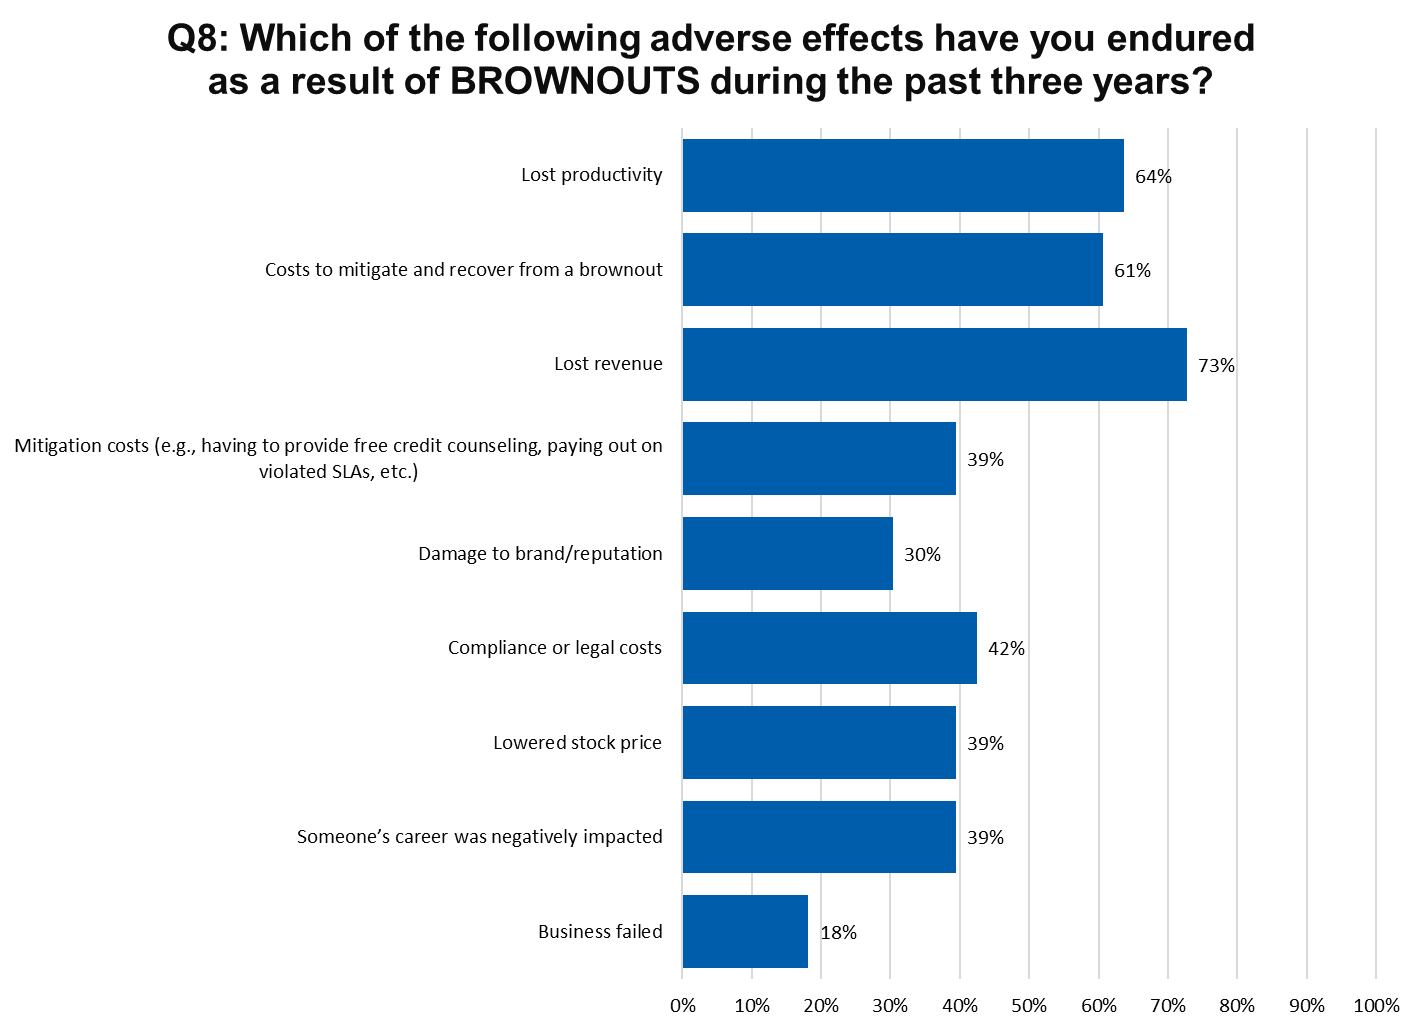 Q8: Which of the following adverse effects have you endured
as a result of BROWNOUTS during the past three years?
Lost productivity
64%
Costs to mitigate and recover from a brownout
61%
Lost revenue
73%
Mitigation costs (e.g., having to provide free credit counseling, paying out on
violated SLAs, etc.)
39%
Damage to brand/reputation
30%
Compliance or legal costs
42%
Lowered stock price
39%
Someone’s career was negatively impacted
39%
Business failed
18%
0% 10% 20% 30% 40% 50% 60% 70% 80% 90% 100%